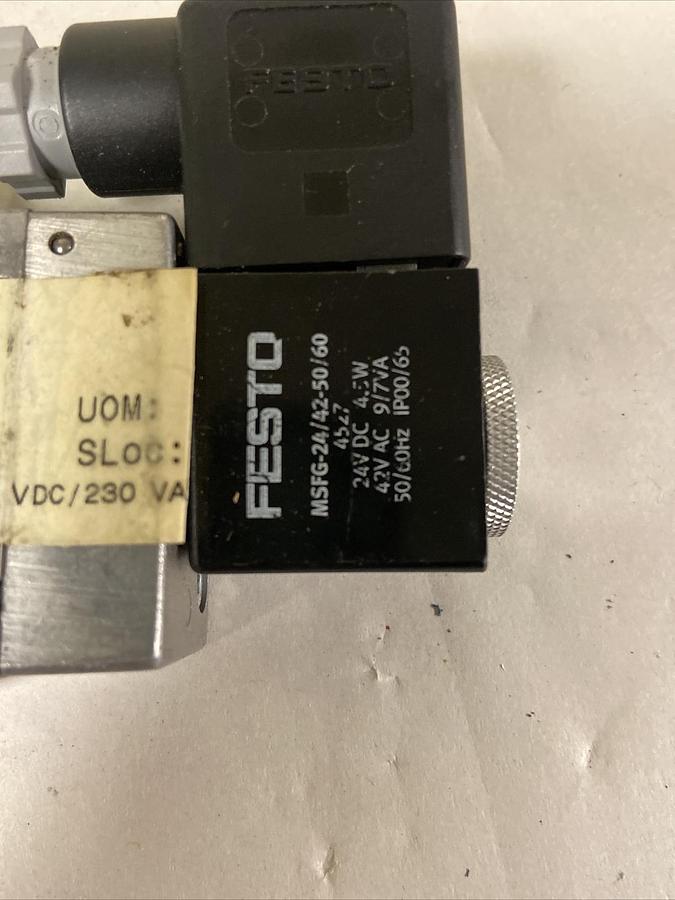 FESTO
UOM:
SLoc:
VDC/230 VA
FESTO
MSFG-24/42-50/60
4527
24V DC 4.5W
42V AC 9/7VA
50/60Hz IP00/65